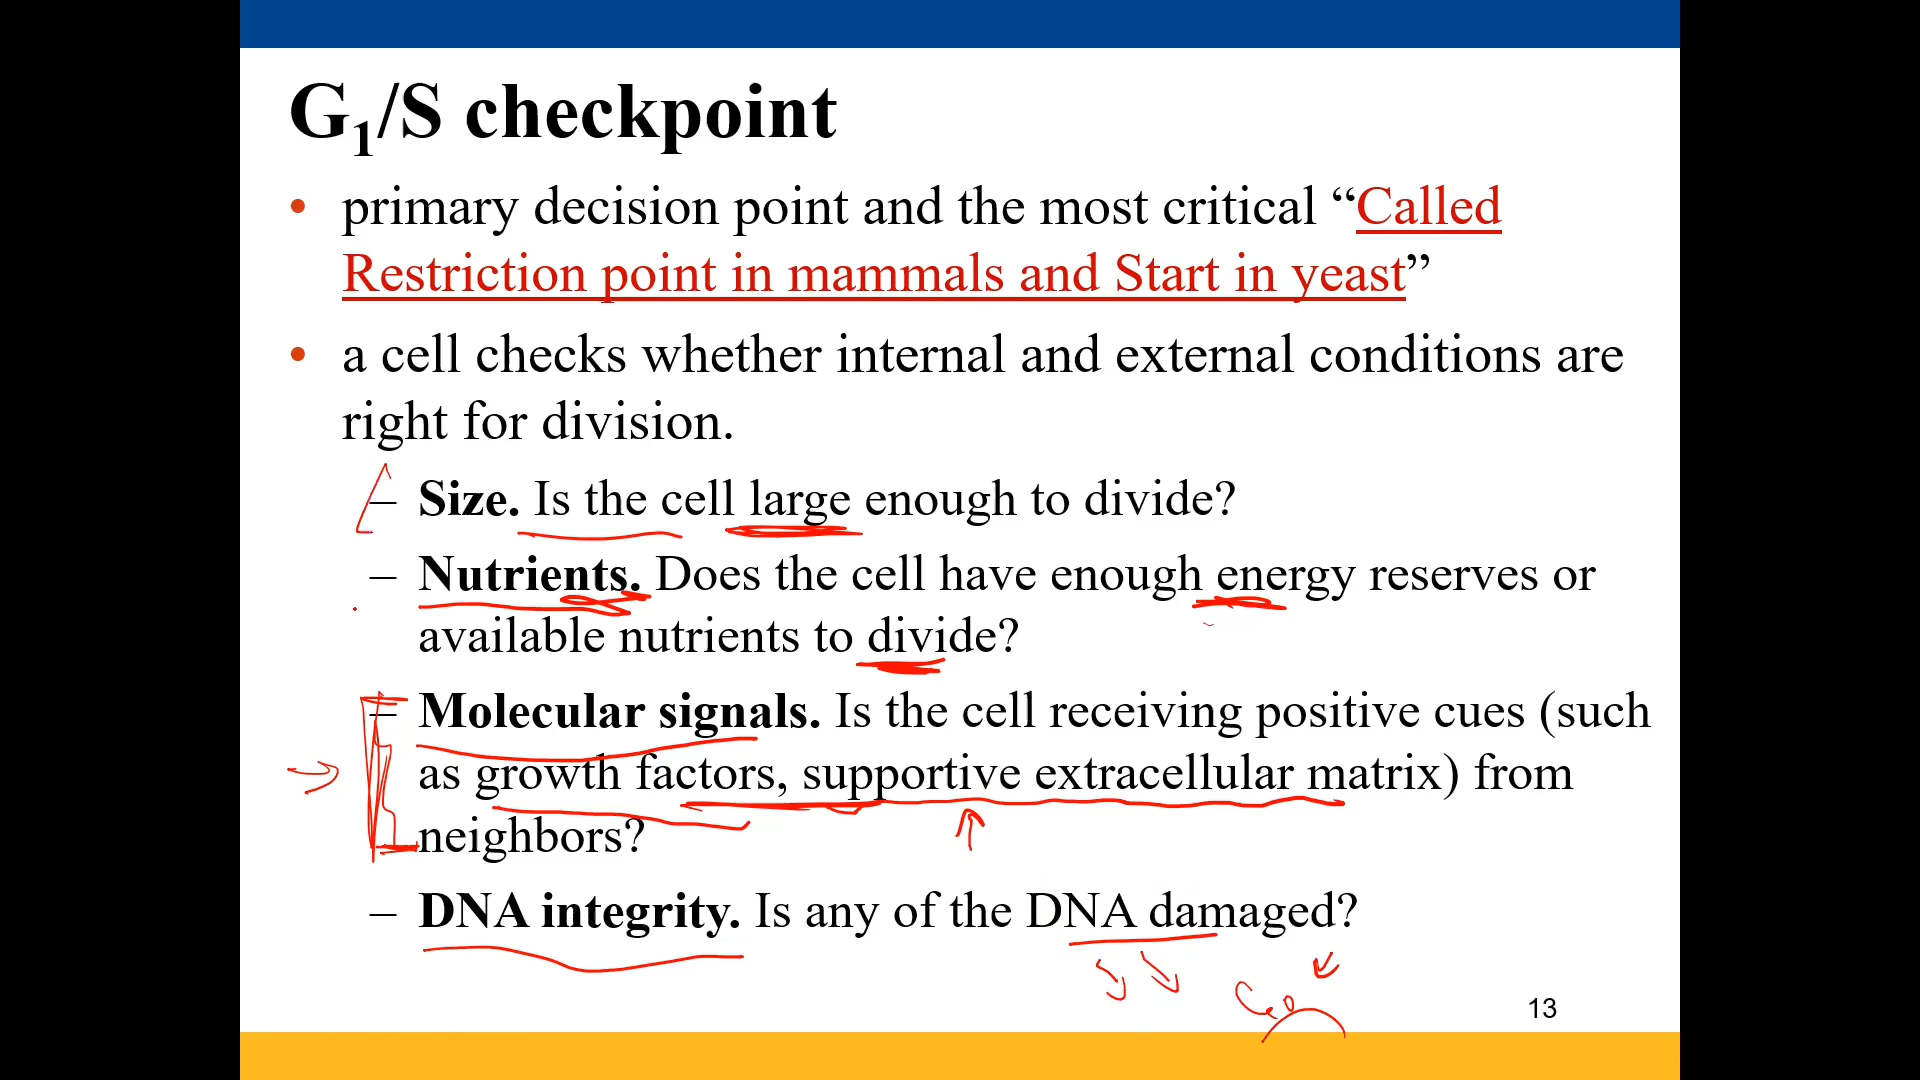 G₁/S checkpoint
• primary decision point and the most critical “Called
Restriction point in mammals and Start in yeast”
• a cell checks whether internal and external conditions are
right for division.
– Size. Is the cell large enough to divide?
– Nutrients. Does the cell have enough energy reserves or
available nutrients to divide?
– Molecular signals. Is the cell receiving positive cues (such
as growth factors, supportive extracellular matrix) from
neighbors?
– DNA integrity. Is any of the DNA damaged?
G0
13